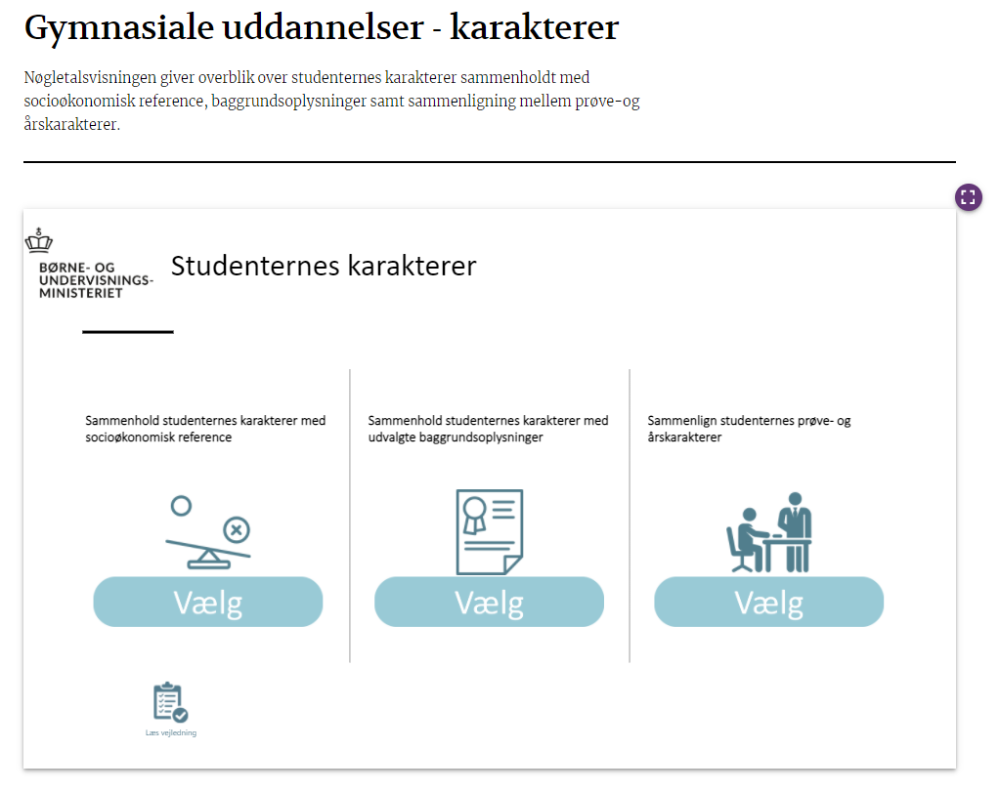 Gymnasiale uddannelser - karakterer
Nøgletalsvisningen giver overblik over studenternes karakterer sammenholdt med
socioøkonomisk reference, baggrundsoplysninger samt sammenligning mellem prøve-og
årskarakterer.
BØRNE- OG
UNDERVISNINGS-
MINISTERIET
Studenternes karakterer
Sammenhold studenternes karakterer med
socioøkonomisk reference
Vælg
Sammenhold studenternes karakterer med
udvalgte baggrundsoplysninger
Vælg
Sammenlign studenternes prøve- og
årskarakterer
Vælg
Læs vejledning